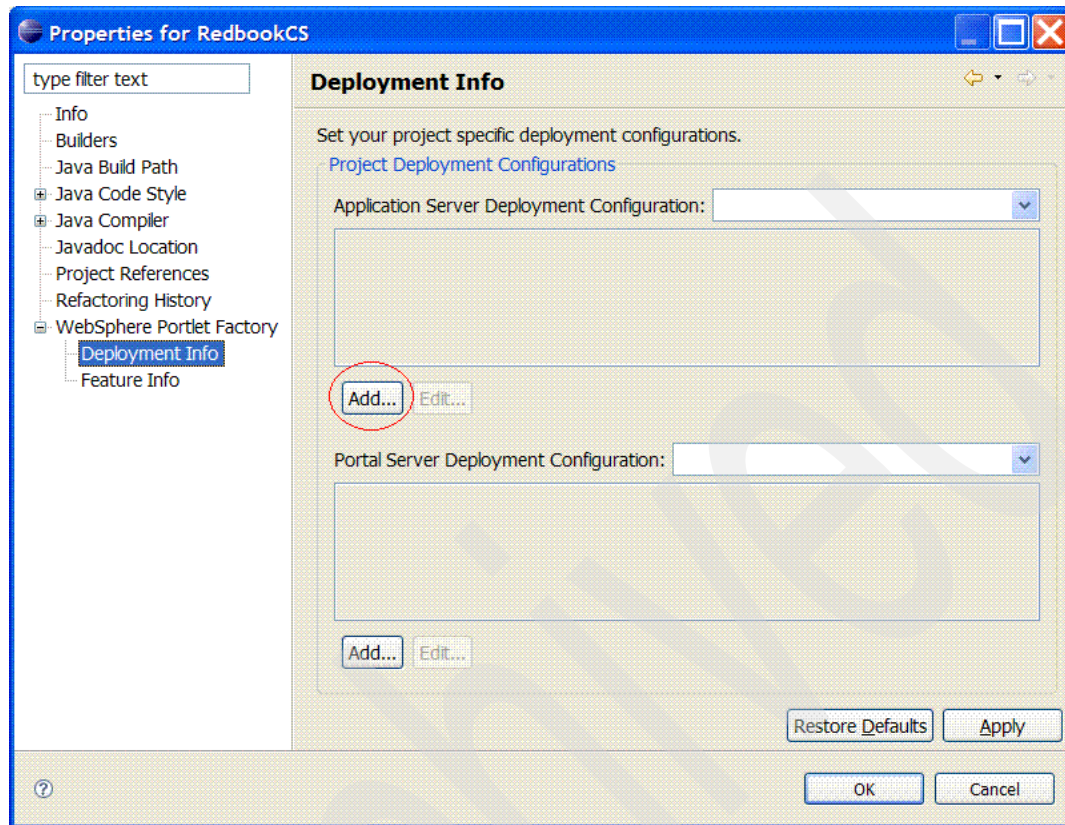 Properties for RedbookCS
type filter text
Info
Builders
Java Build Path
Java Code Style
Java Compiler
Javadoc Location
Project References
Refactoring History
WebSphere Portlet Factory
Deployment Info
Feature Info
Deployment Info
Set your project specific deployment configurations.
Project Deployment Configurations
Application Server Deployment Configuration:
Add... Edit...
Portal Server Deployment Configuration:
Add... Edit...
Restore Defaults Apply
? OK Cancel